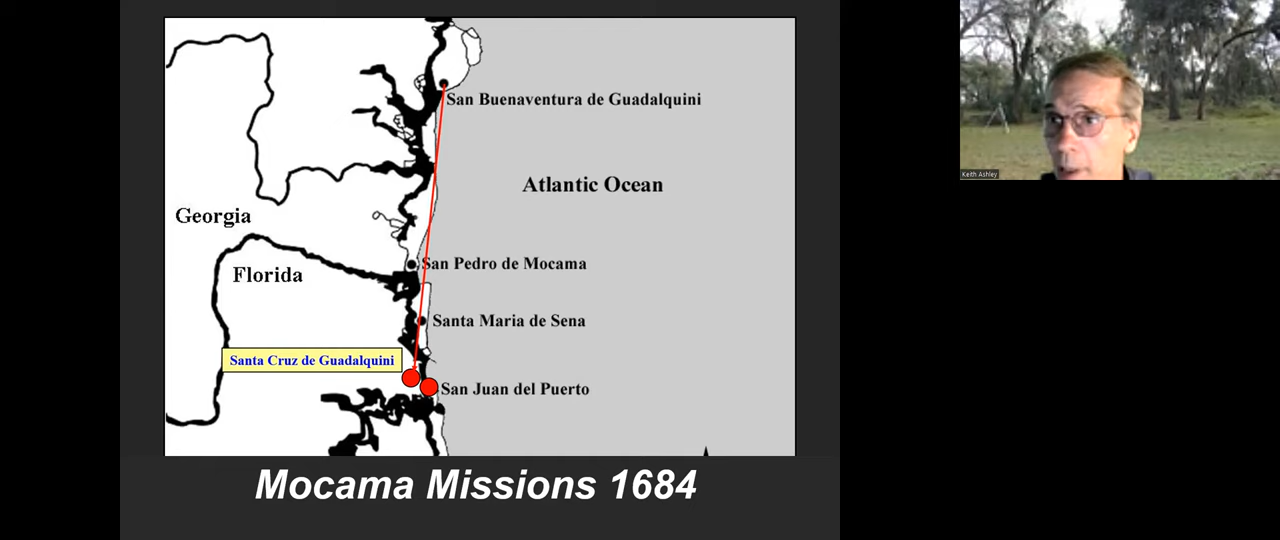 San Buenaventura de Guadalquini
Atlantic Ocean
Georgia
San Pedro de Mocama
Florida
Santa Maria de Sena
Santa Cruz de Guadalquini
San Juan del Puerto
Mocama Missions 1684
Keith Ashley